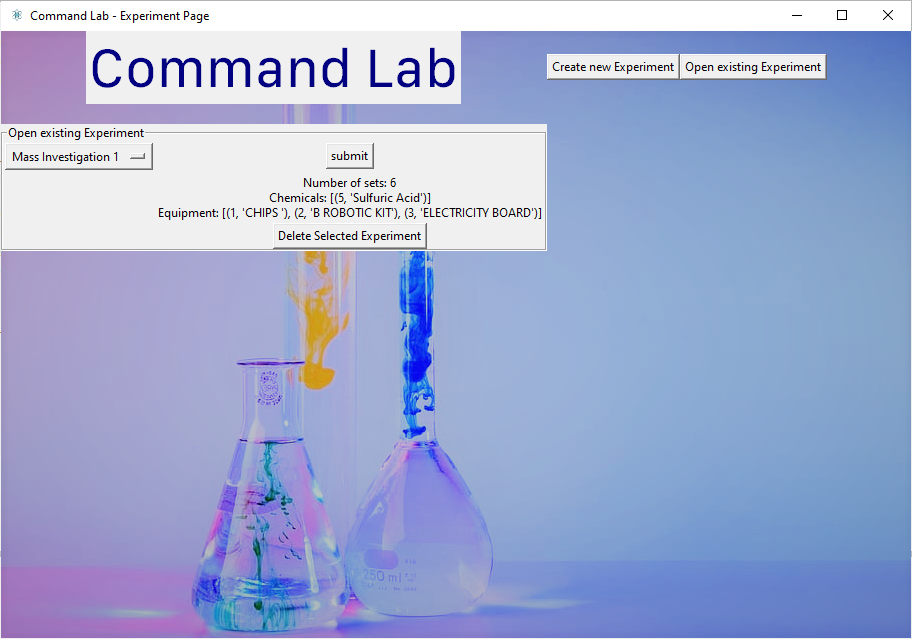 Command Lab - Experiment Page
Command Lab
Create new Experiment
Open existing Experiment
Open existing Experiment
Mass Investigation 1
submit
Number of sets: 6
Chemicals: [(5, 'Sulfuric Acid')]
Equipment: [(1, 'CHIPS '), (2, 'B ROBOTIC KIT'), (3, 'ELECTRICITY BOARD')]
Delete Selected Experiment
250 ml